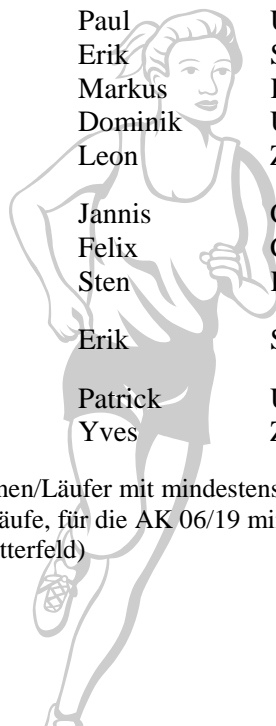 Paul
Erik
Markus
Dominik
Leon
Jannis
Felix
Sten
Erik
Patrick
Yves
nen/Läufer mit mindestens
äufe, für die AK 06/19 mi
tterfeld)